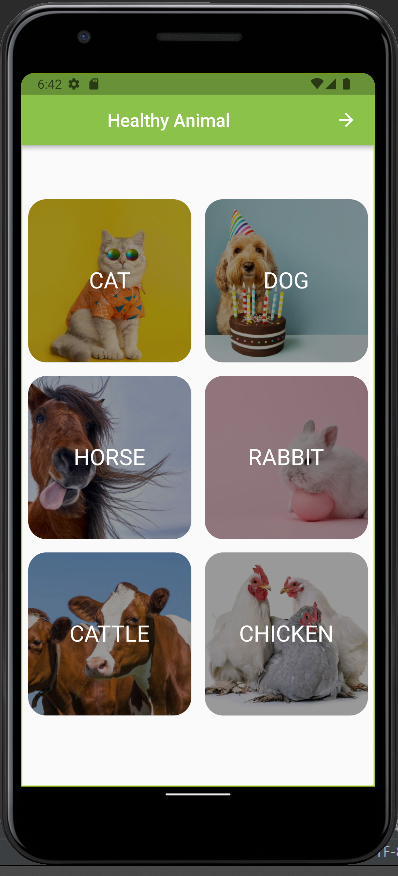 6:42
Healthy Animal
CAT
DOG
HORSE
RABBIT
CATTLE
CHICKEN